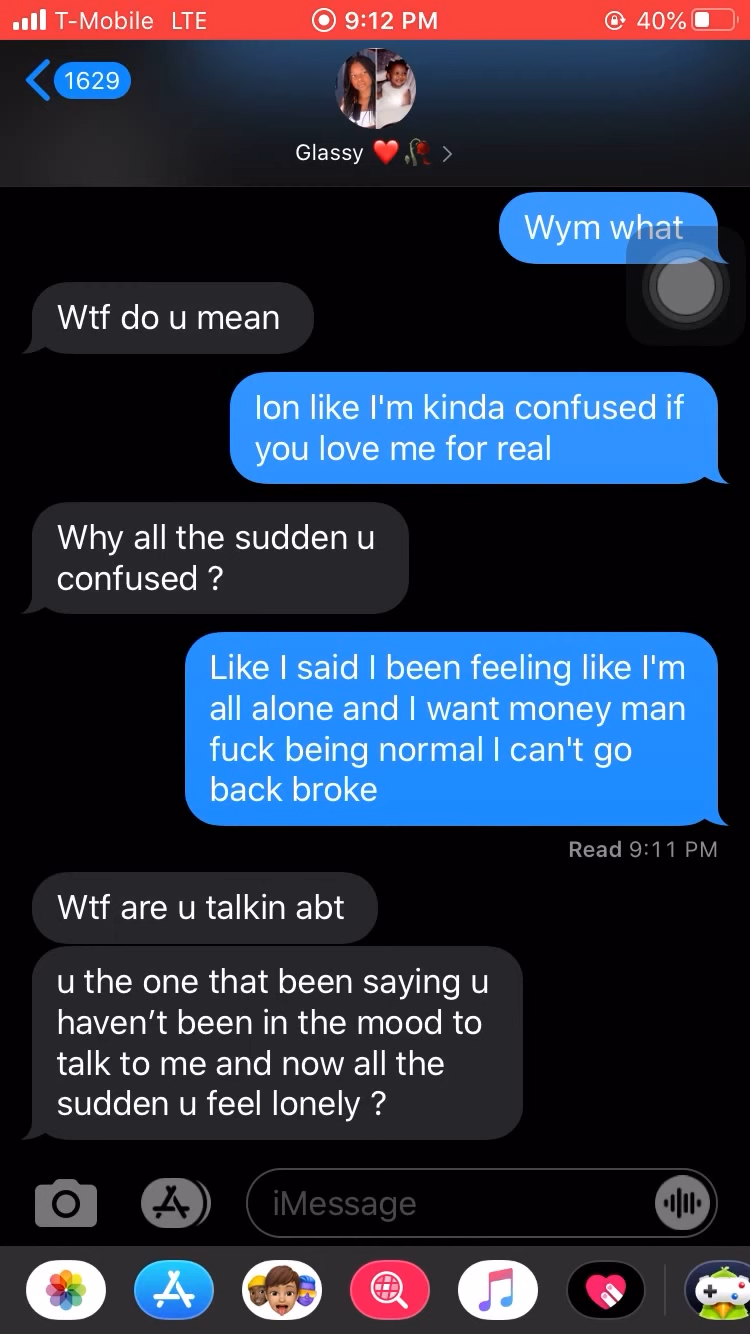 T-Mobile LTE 9:12 PM 40%
1629
Glassy ❤️🥀
Wym what
Wtf do u mean
Ion like I'm kinda confused if
you love me for real
Why all the sudden u
confused ?
Like I said I been feeling like I'm
all alone and I want money man
fuck being normal I can't go
back broke
Read 9:11 PM
Wtf are u talkin abt
u the one that been saying u
haven’t been in the mood to
talk to me and now all the
sudden u feel lonely ?
iMessage